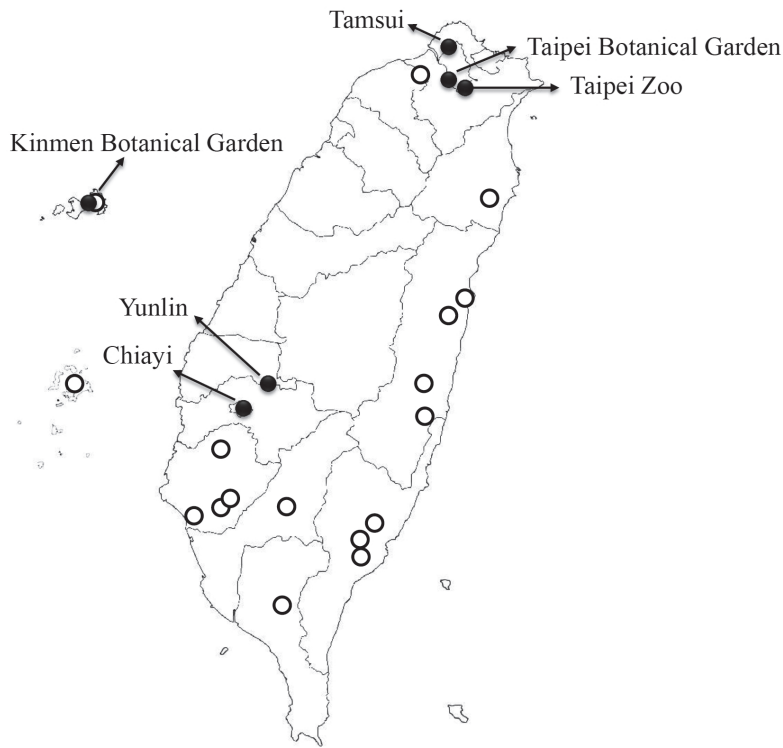 Tamsui
Taipei Botanical Garden
Taipei Zoo
Kinmen Botanical Garden
Yunlin
Chiayi